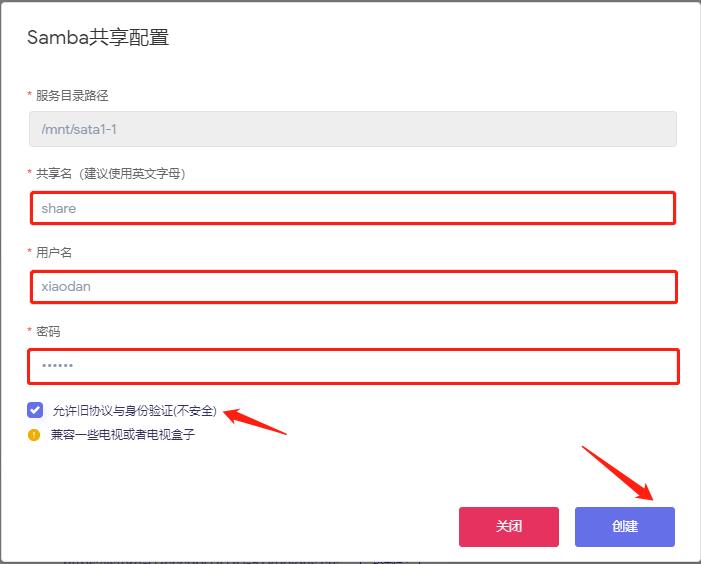 Samba共享配置
* 服务目录路径
/mnt/sata1-1
* 共享名（建议使用英文字母）
share
* 用户名
xiaodan
* 密码
••••••
允许旧协议与身份验证(不安全)
! 兼容一些电视或者电视盒子
关闭 创建